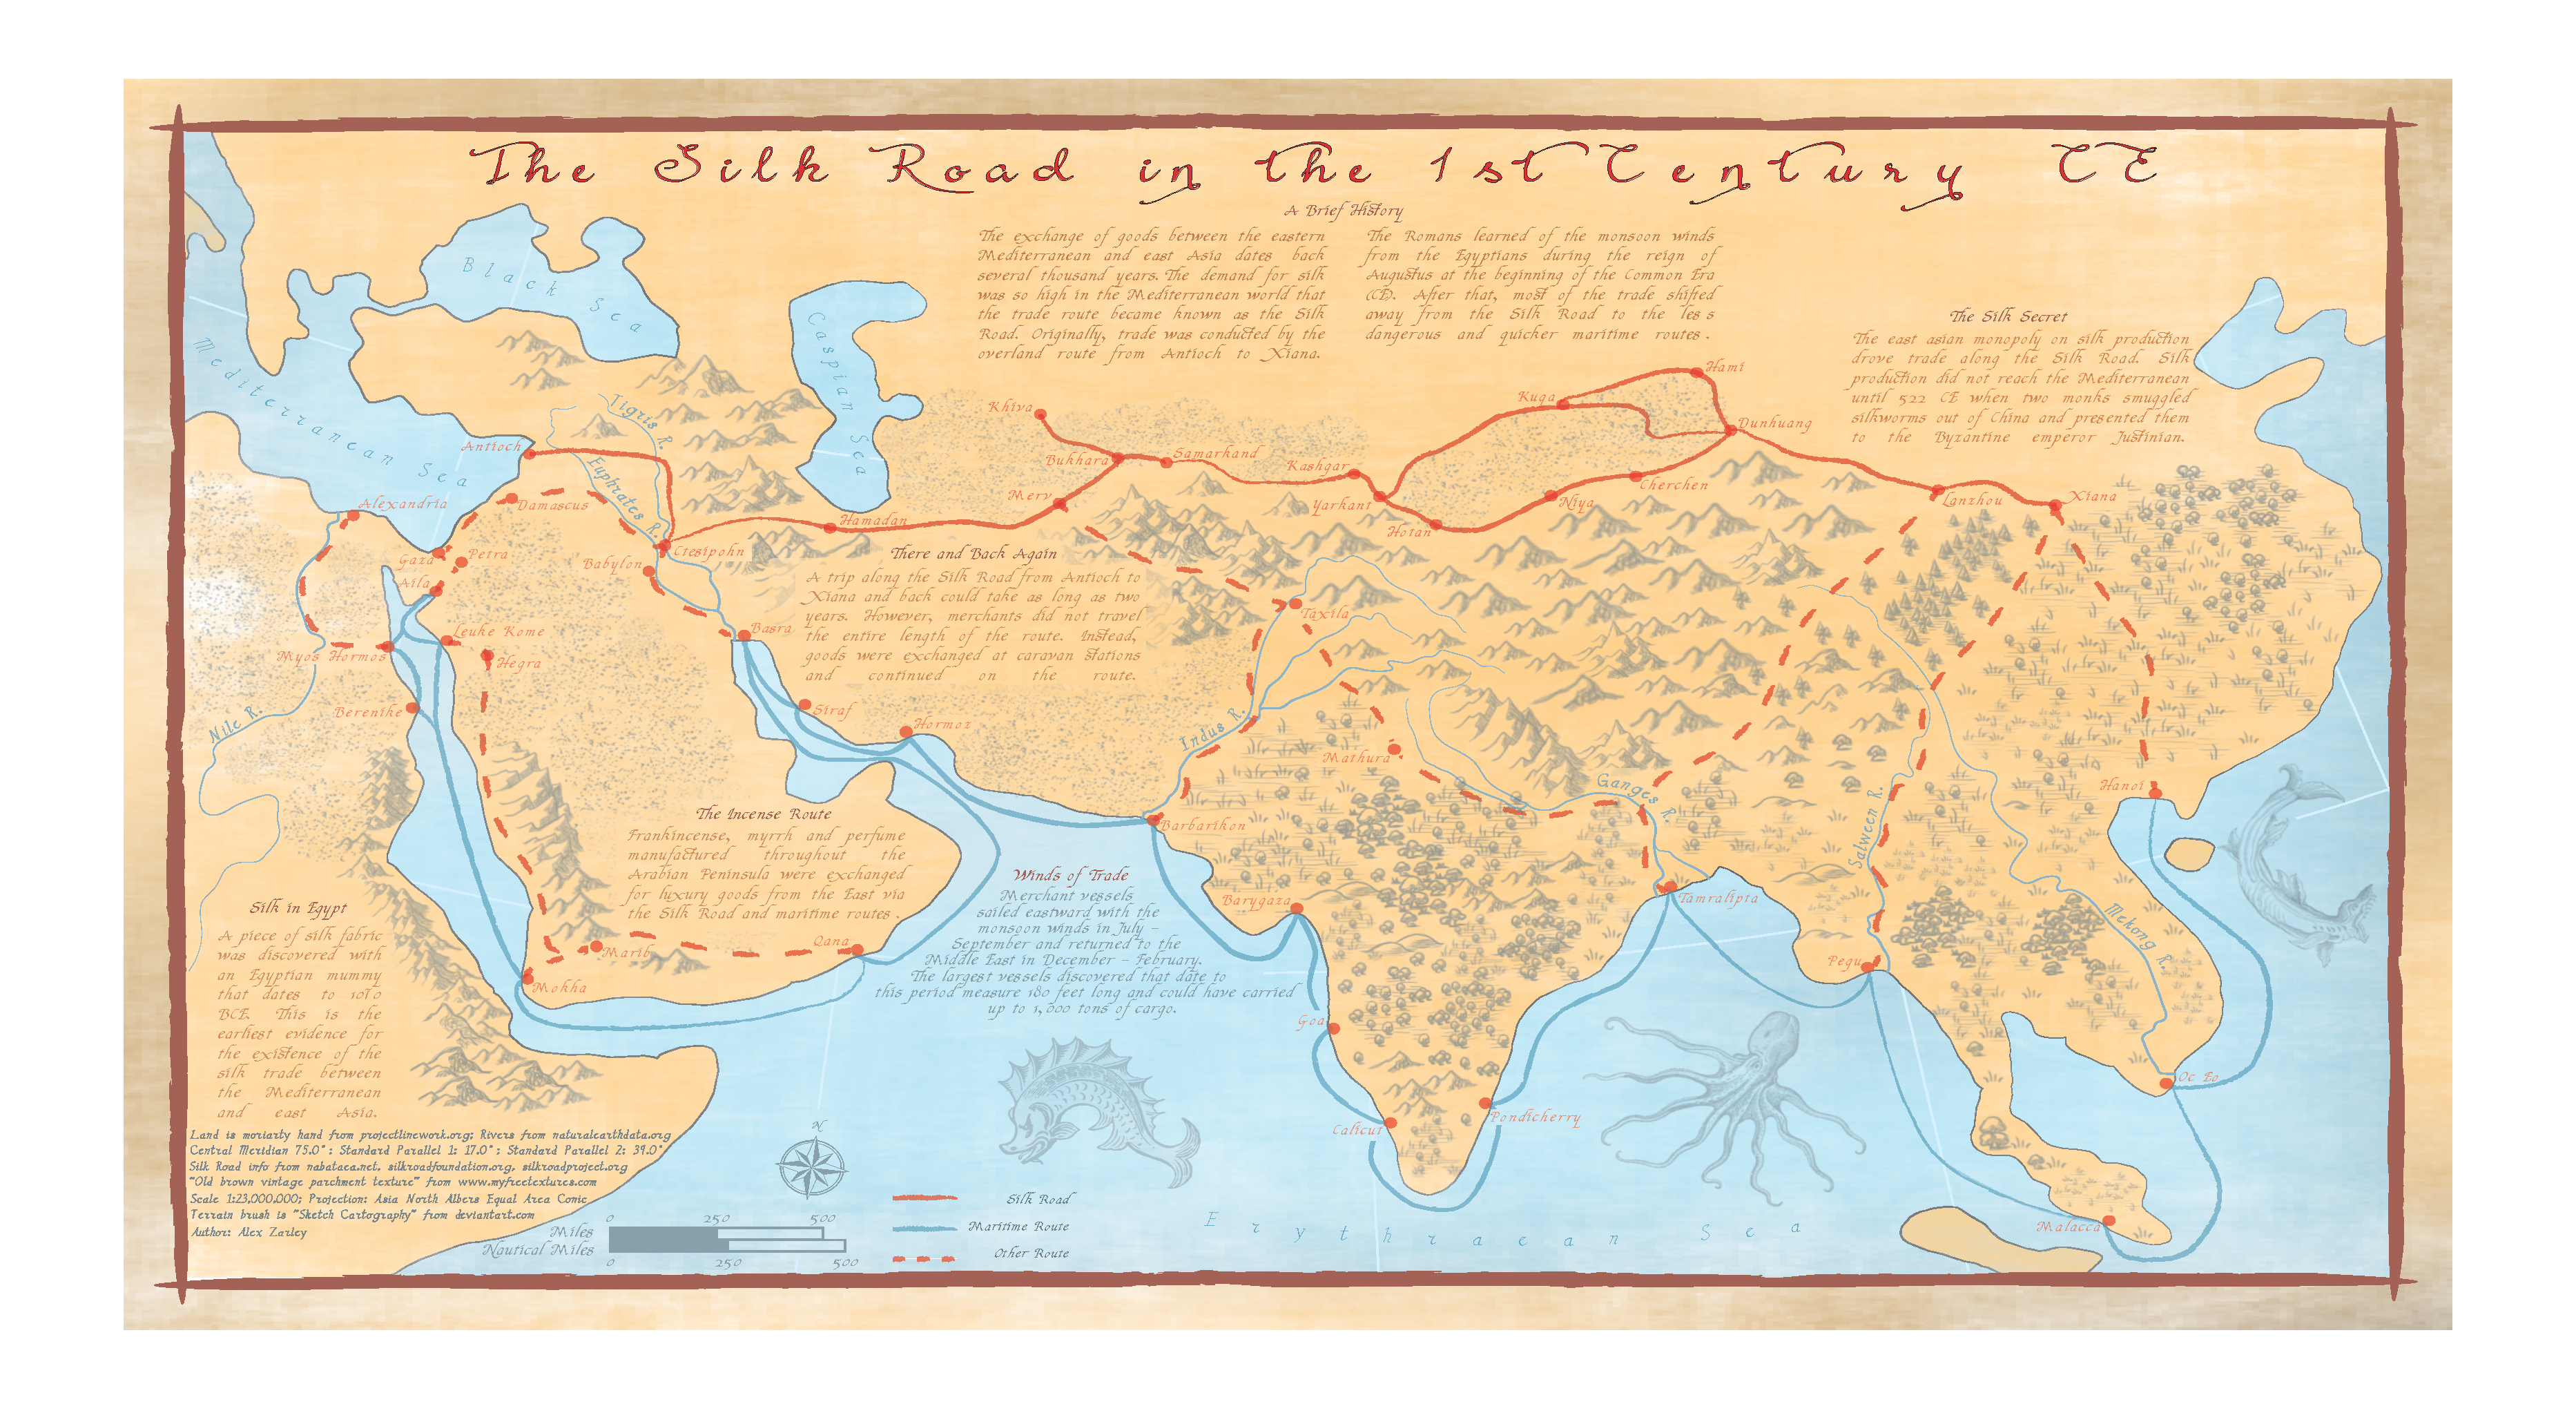 The Silk Road in the 1st Century CE
A Brief History
The exchange of goods between the eastern
Mediterranean and east Asia dates back
several thousand years. The demand for silk
was so high in the Mediterranean world that
the trade route became known as the Silk
Road. Originally, trade was conducted by the
overland route from Antioch to Xiana.
The Romans learned of the monsoon winds
from the Egyptians during the reign of
Augustus at the beginning of the Common Era
(CE). After that, most of the trade shifted
away from the Silk Road to the less
dangerous and quicker maritime routes.
The Silk Secret
The east asian monopoly on silk production
drove trade along the Silk Road. Silk
production did not reach the Mediterranean
until 522 CE when two monks smuggled
silkworms out of China and presented them
to the Byzantine emperor Justinian.
Black Sea
Caspian Sea
Mediterranean Sea
Tigris R.
Euphrates R.
Antioch
Alexandria
Damascus
Gaza
Petra
Aila
Babylon
Ctesipohn
Hamadan
Khiva
Bukhara
Samarkand
Merv
Kashgar
Yarkant
Hotan
Niya
Cherchen
Kuqa
Hami
Dunhuang
Lanzhou
Xiana
There and Back Again
A trip along the Silk Road from Antioch to
Xiana and back could take as long as two
years. However, merchants did not travel
the entire length of the route. Instead,
goods were exchanged at caravan stations
and continued on the route.
Basra
Leuke Kome
Myos Hormos
Hegra
Berenike
Nile R.
Siraf
Hormoz
Taxila
Indus R.
Mathura
Ganges R.
Salween R.
Hanoi
Barbarikon
The Incense Route
Frankincense, myrrh and perfume
manufactured throughout the
Arabian Peninsula were exchanged
for luxury goods from the East via
the Silk Road and maritime routes.
Winds of Trade
Merchant vessels
sailed eastward with the
monsoon winds in July –
September and returned to the
Middle East in December – February.
The largest vessels discovered that date to
this period measure 180 feet long and could have carried
up to 1,000 tons of cargo.
Barygaza
Tamralipta
Mekong R.
Pegu
Marib
Qana
Mokha
Silk in Egypt
A piece of silk fabric
was discovered with
an Egyptian mummy
that dates to 1070
BCE. This is the
earliest evidence for
the existence of the
silk trade between
the Mediterranean
and east Asia.
Goa
Calicut
Pondicherry
Oc Eo
Malacca
Erythraean Sea
Land is moriarty hand from projectlinework.org; Rivers from naturalearthdata.org
Central Meridian 75.0°: Standard Parallel 1: 17.0°: Standard Parallel 2: 39.0°
Silk Road info from nabataea.net, silkroadfoundation.org, silkroadproject.org
"Old brown vintage parchment texture" from www.myfreetextures.com
Scale 1:23,000,000; Projection: Asia North Albers Equal Area Conic
Terrain brush is "Sketch Cartography" from deviantart.com
Author: Alex Zarley
N
0 250 500
Miles
Nautical Miles
0 250 500
Silk Road
Maritime Route
Other Route